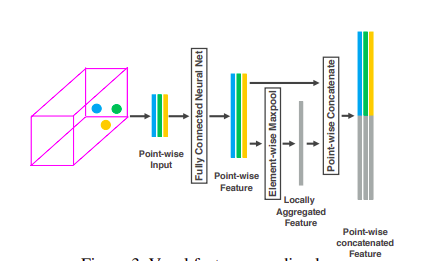 Fully Connected Neural Net
Element-wise Maxpool
Point-wise Concatenate
Point-wise
Input
Point-wise
Feature
Locally
Aggregated
Feature
Point-wise
concatenated
Feature